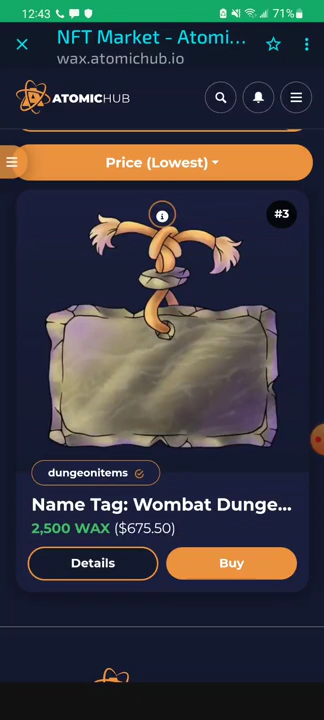 12:43
71%
NFT Market - Atomi...
wax.atomichub.io
ATOMICHUB
Price (Lowest)
#3
dungeonitems
Name Tag: Wombat Dunge...
2,500 WAX ($675.50)
Details
Buy